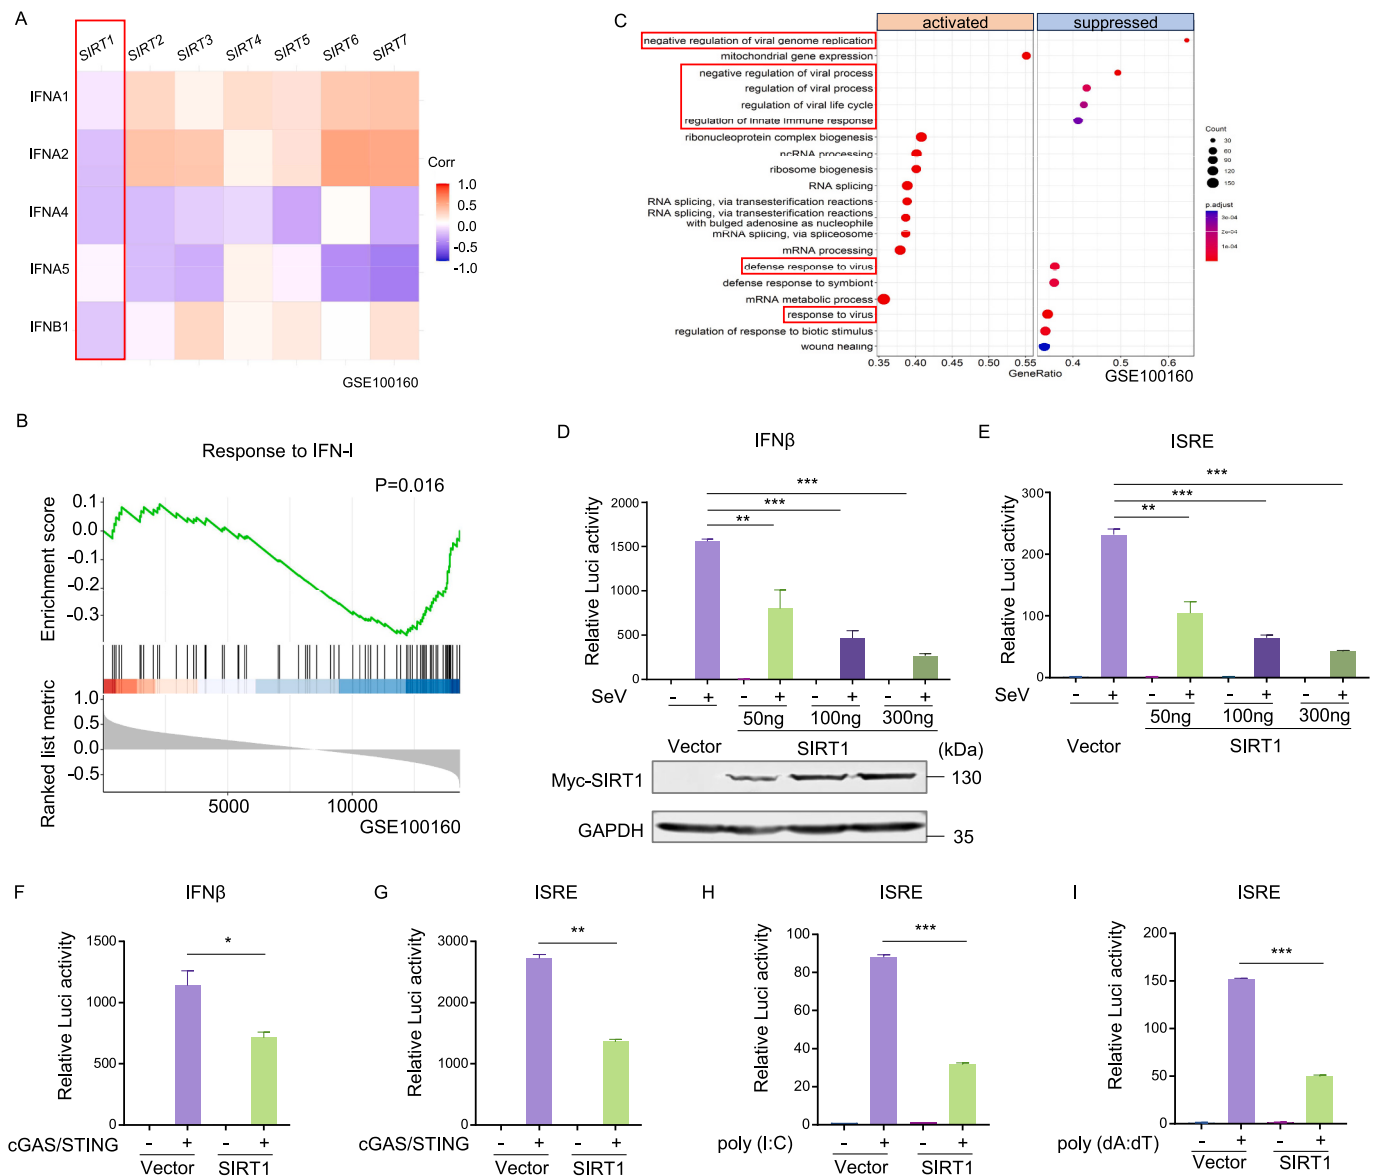 A
SIRT1 SIRT2 SIRT3 SIRT4 SIRT5 SIRT6 SIRT7
IFNA1
IFNA2
IFNA4
IFNA5
IFNB1
Corr
1.0
0.5
0.0
-0.5
-1.0
GSE100160
C
activated suppressed
negative regulation of viral genome replication
mitochondrial gene expression
negative regulation of viral process
regulation of viral process
regulation of viral life cycle
regulation of innate immune response
ribonucleoprotein complex biogenesis
ncRNA processing
ribosome biogenesis
RNA splicing
RNA splicing, via transesterification reactions
RNA splicing, via transesterification reactions
with bulged adenosine as nucleophile
mRNA splicing, via spliceosome
mRNA processing
defense response to virus
defense response to symbiont
mRNA metabolic process
response to virus
regulation of response to biotic stimulus
wound healing
0.35 0.40 0.45 0.50 0.55 0.4 0.5 0.6
GeneRatio
GSE100160
Count
30
60
90
120
150
p.adjust
3e-04
2e-04
1e-04
B
Response to IFN-I
P=0.016
Enrichment score
0.1
0.0
-0.1
-0.2
-0.3
Ranked list metric
1.0
0.5
0.0
-0.5
5000 10000
GSE100160
D
IFNβ
Relative Luci activity
2000
1500
1000
500
0
** *** ***
SeV - + - + - + - +
50ng 100ng 300ng
Vector SIRT1 (kDa)
Myc-SIRT1 130
GAPDH 35
E
ISRE
Relative Luci activity
300
200
100
0
** *** ***
SeV - + - + - + - +
50ng 100ng 300ng
Vector SIRT1
F
IFNβ
Relative Luci activity
1500
1000
500
0
*
cGAS/STING - + - +
Vector SIRT1
G
ISRE
Relative Luci activity
3000
2000
1000
0
**
cGAS/STING - + - +
Vector SIRT1
H
ISRE
Relative Luci activity
100
80
60
40
20
0
***
poly (I:C) - + - +
Vector SIRT1
I
ISRE
Relative Luci activity
200
150
100
50
0
***
poly (dA:dT) - + - +
Vector SIRT1